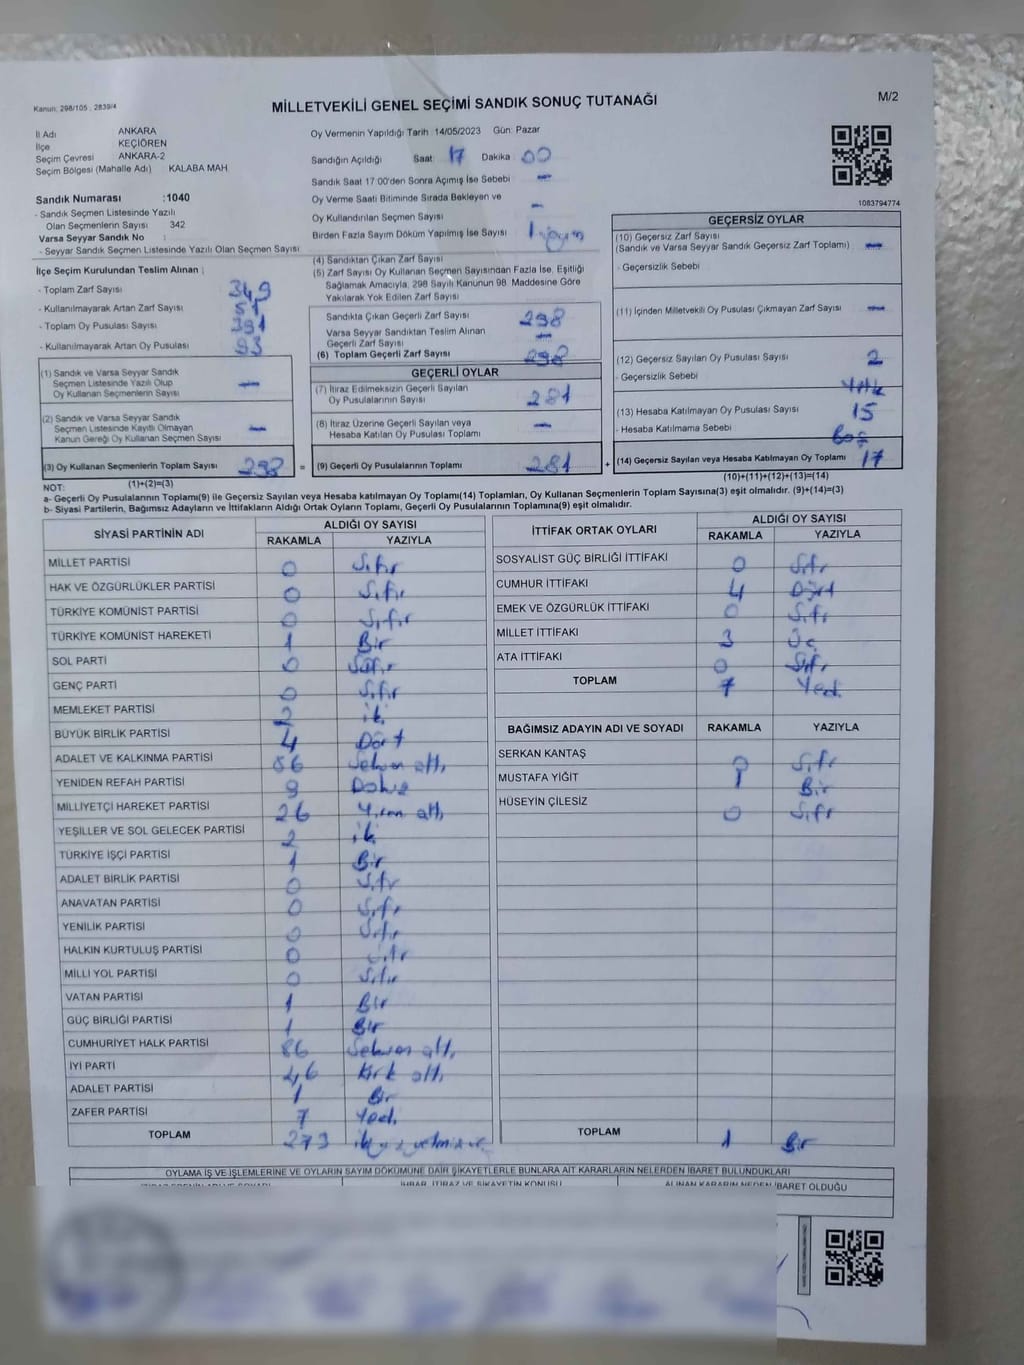 Kanun: 298/105 , 2839/4
MİLLETVEKİLİ GENEL SEÇİMİ SANDIK SONUÇ TUTANAĞI
M/2
İl Adı ANKARA
İlçe KEÇİÖREN
Seçim Çevresi ANKARA-2
Seçim Bölgesi (Mahalle Adı) KALABA MAH
Sandık Numarası :1040
- Sandık Seçmen Listesinde Yazılı
Olan Seçmenlerin Sayısı 342
Varsa Seyyar Sandık No :
- Seyyar Sandık Seçmen Listesinde Yazılı Olan Seçmen Sayısı
Oy Vermenin Yapıldığı Tarih 14/05/2023 Gün: Pazar
Sandığın Açıldığı Saat 17 Dakika 00
Sandık Saat 17:00'den Sonra Açımış İse Sebebi —
Oy Verme Saati Bitiminde Sırada Bekleyen ve
Oy Kullandırılan Seçmen Sayısı —
Birden Fazla Sayım Döküm Yapılmış İse Sayısı 1
1083794774
İlçe Seçim Kurulundan Teslim Alınan :
- Toplam Zarf Sayısı 349
- Kullanılmayarak Artan Zarf Sayısı 51
- Toplam Oy Pusulası Sayısı 391
- Kullanılmayarak Artan Oy Pusulası 93
(1) Sandık ve Varsa Seyyar Sandık
Seçmen Listesinde Yazılı Olup
Oy Kullanan Seçmenlerin Sayısı —
(2) Sandık ve Varsa Seyyar Sandık
Seçmen Listesinde Kayıtlı Olmayan
Kanun Gereği Oy Kullanan Seçmen Sayısı —
(3) Oy Kullanan Seçmenlerin Toplam Sayısı 298 =
(1)+(2)=(3)
(4) Sandıktan Çıkan Zarf Sayısı
(5) Zarf Sayısı Oy Kullanan Seçmen Sayısından Fazla İse, Eşitliği
Sağlamak Amacıyla, 298 Sayılı Kanunun 98. Maddesine Göre
Yakılarak Yok Edilen Zarf Sayısı
Sandıkta Çıkan Geçerli Zarf Sayısı 298
Varsa Seyyar Sandıktan Teslim Alınan
Geçerli Zarf Sayısı —
(6) Toplam Geçerli Zarf Sayısı 298
GEÇERLİ OYLAR
(7) İtiraz Edilmeksizin Geçerli Sayılan
Oy Pusulalarının Sayısı 281
(8) İtiraz Üzerine Geçerli Sayılan veya
Hesaba Katılan Oy Pusulası Toplamı —
(9) Geçerli Oy Pusulalarının Toplamı 281 +
GEÇERSİZ OYLAR
(10) Geçersiz Zarf Sayısı
(Sandık ve Varsa Seyyar Sandık Geçersiz Zarf Toplamı) —
- Geçersizlik Sebebi
(11) İçinden Milletvekili Oy Pusulası Çıkmayan Zarf Sayısı —
(12) Geçersiz Sayılan Oy Pusulası Sayısı 2
- Geçersizlik Sebebi
(13) Hesaba Katılmayan Oy Pusulası Sayısı 15
- Hesaba Katılmama Sebebi boş
(14) Geçersiz Sayılan veya Hesaba Katılmayan Oy Toplamı 17
(10)+(11)+(12)+(13)=(14)
NOT:
a- Geçerli Oy Pusulalarının Toplamı(9) ile Geçersiz Sayılan veya Hesaba katılmayan Oy Toplamı(14) Toplamları, Oy Kullanan Seçmenlerin Toplam Sayısına(3) eşit olmalıdır. (9)+(14)=(3)
b- Siyasi Partilerin, Bağımsız Adayların ve İttifakların Aldığı Ortak Oyların Toplamı, Geçerli Oy Pusulalarının Toplamına(9) eşit olmalıdır.
SİYASİ PARTİNİN ADI ALDIĞI OY SAYISI
RAKAMLA YAZIYLA
MİLLET PARTİSİ 0 Sıfır
HAK VE ÖZGÜRLÜKLER PARTİSİ 0 Sıfır
TÜRKİYE KOMÜNİST PARTİSİ 0 Sıfır
TÜRKİYE KOMÜNİST HAREKETİ 1 Bir
SOL PARTİ 0 Sıfır
GENÇ PARTİ 0 Sıfır
MEMLEKET PARTİSİ 2 iki
BÜYÜK BİRLİK PARTİSİ 4 Dört
ADALET VE KALKINMA PARTİSİ 86 Seksen altı
YENİDEN REFAH PARTİSİ 9 Dokuz
MİLLİYETÇİ HAREKET PARTİSİ 26 Yirmi altı
YEŞİLLER VE SOL GELECEK PARTİSİ 2 iki
TÜRKİYE İŞÇİ PARTİSİ 1 Bir
ADALET BİRLİK PARTİSİ 0 Sıfır
ANAVATAN PARTİSİ 0 Sıfır
YENİLİK PARTİSİ 0 Sıfır
HALKIN KURTULUŞ PARTİSİ 0 Sıfır
MİLLİ YOL PARTİSİ 0 Sıfır
VATAN PARTİSİ 1 Bir
GÜÇ BİRLİĞİ PARTİSİ 1 Bir
CUMHURİYET HALK PARTİSİ 86 Seksen altı
İYİ PARTİ 46 Kırk altı
ADALET PARTİSİ 1 Bir
ZAFER PARTİSİ 7 Yedi
TOPLAM 273
İTTİFAK ORTAK OYLARI ALDIĞI OY SAYISI
RAKAMLA YAZIYLA
SOSYALİST GÜÇ BİRLİĞİ İTTİFAKI 0 Sıfır
CUMHUR İTTİFAKI 4 Dört
EMEK VE ÖZGÜRLÜK İTTİFAKI 0 Sıfır
MİLLET İTTİFAKI 3 Üç
ATA İTTİFAKI 0 Sıfır
TOPLAM 7 Yedi
BAĞIMSIZ ADAYIN ADI VE SOYADI RAKAMLA YAZIYLA
SERKAN KANTAŞ 0 Sıfır
MUSTAFA YİĞİT 1 Bir
HÜSEYİN ÇİLESİZ 0 Sıfır
TOPLAM 1 Bir
OYLAMA İŞ VE İŞLEMLERİNE VE OYLARIN SAYIM DÖKÜMÜNE DAİR ŞİKAYETLERLE BUNLARA AİT KARARLARIN NELERDEN İBARET BULUNDUKLARI
İHBAR, İTİRAZ VE ŞİKAYETİN KONUSU ALINAN KARARIN NEDEN İBARET OLDUĞU